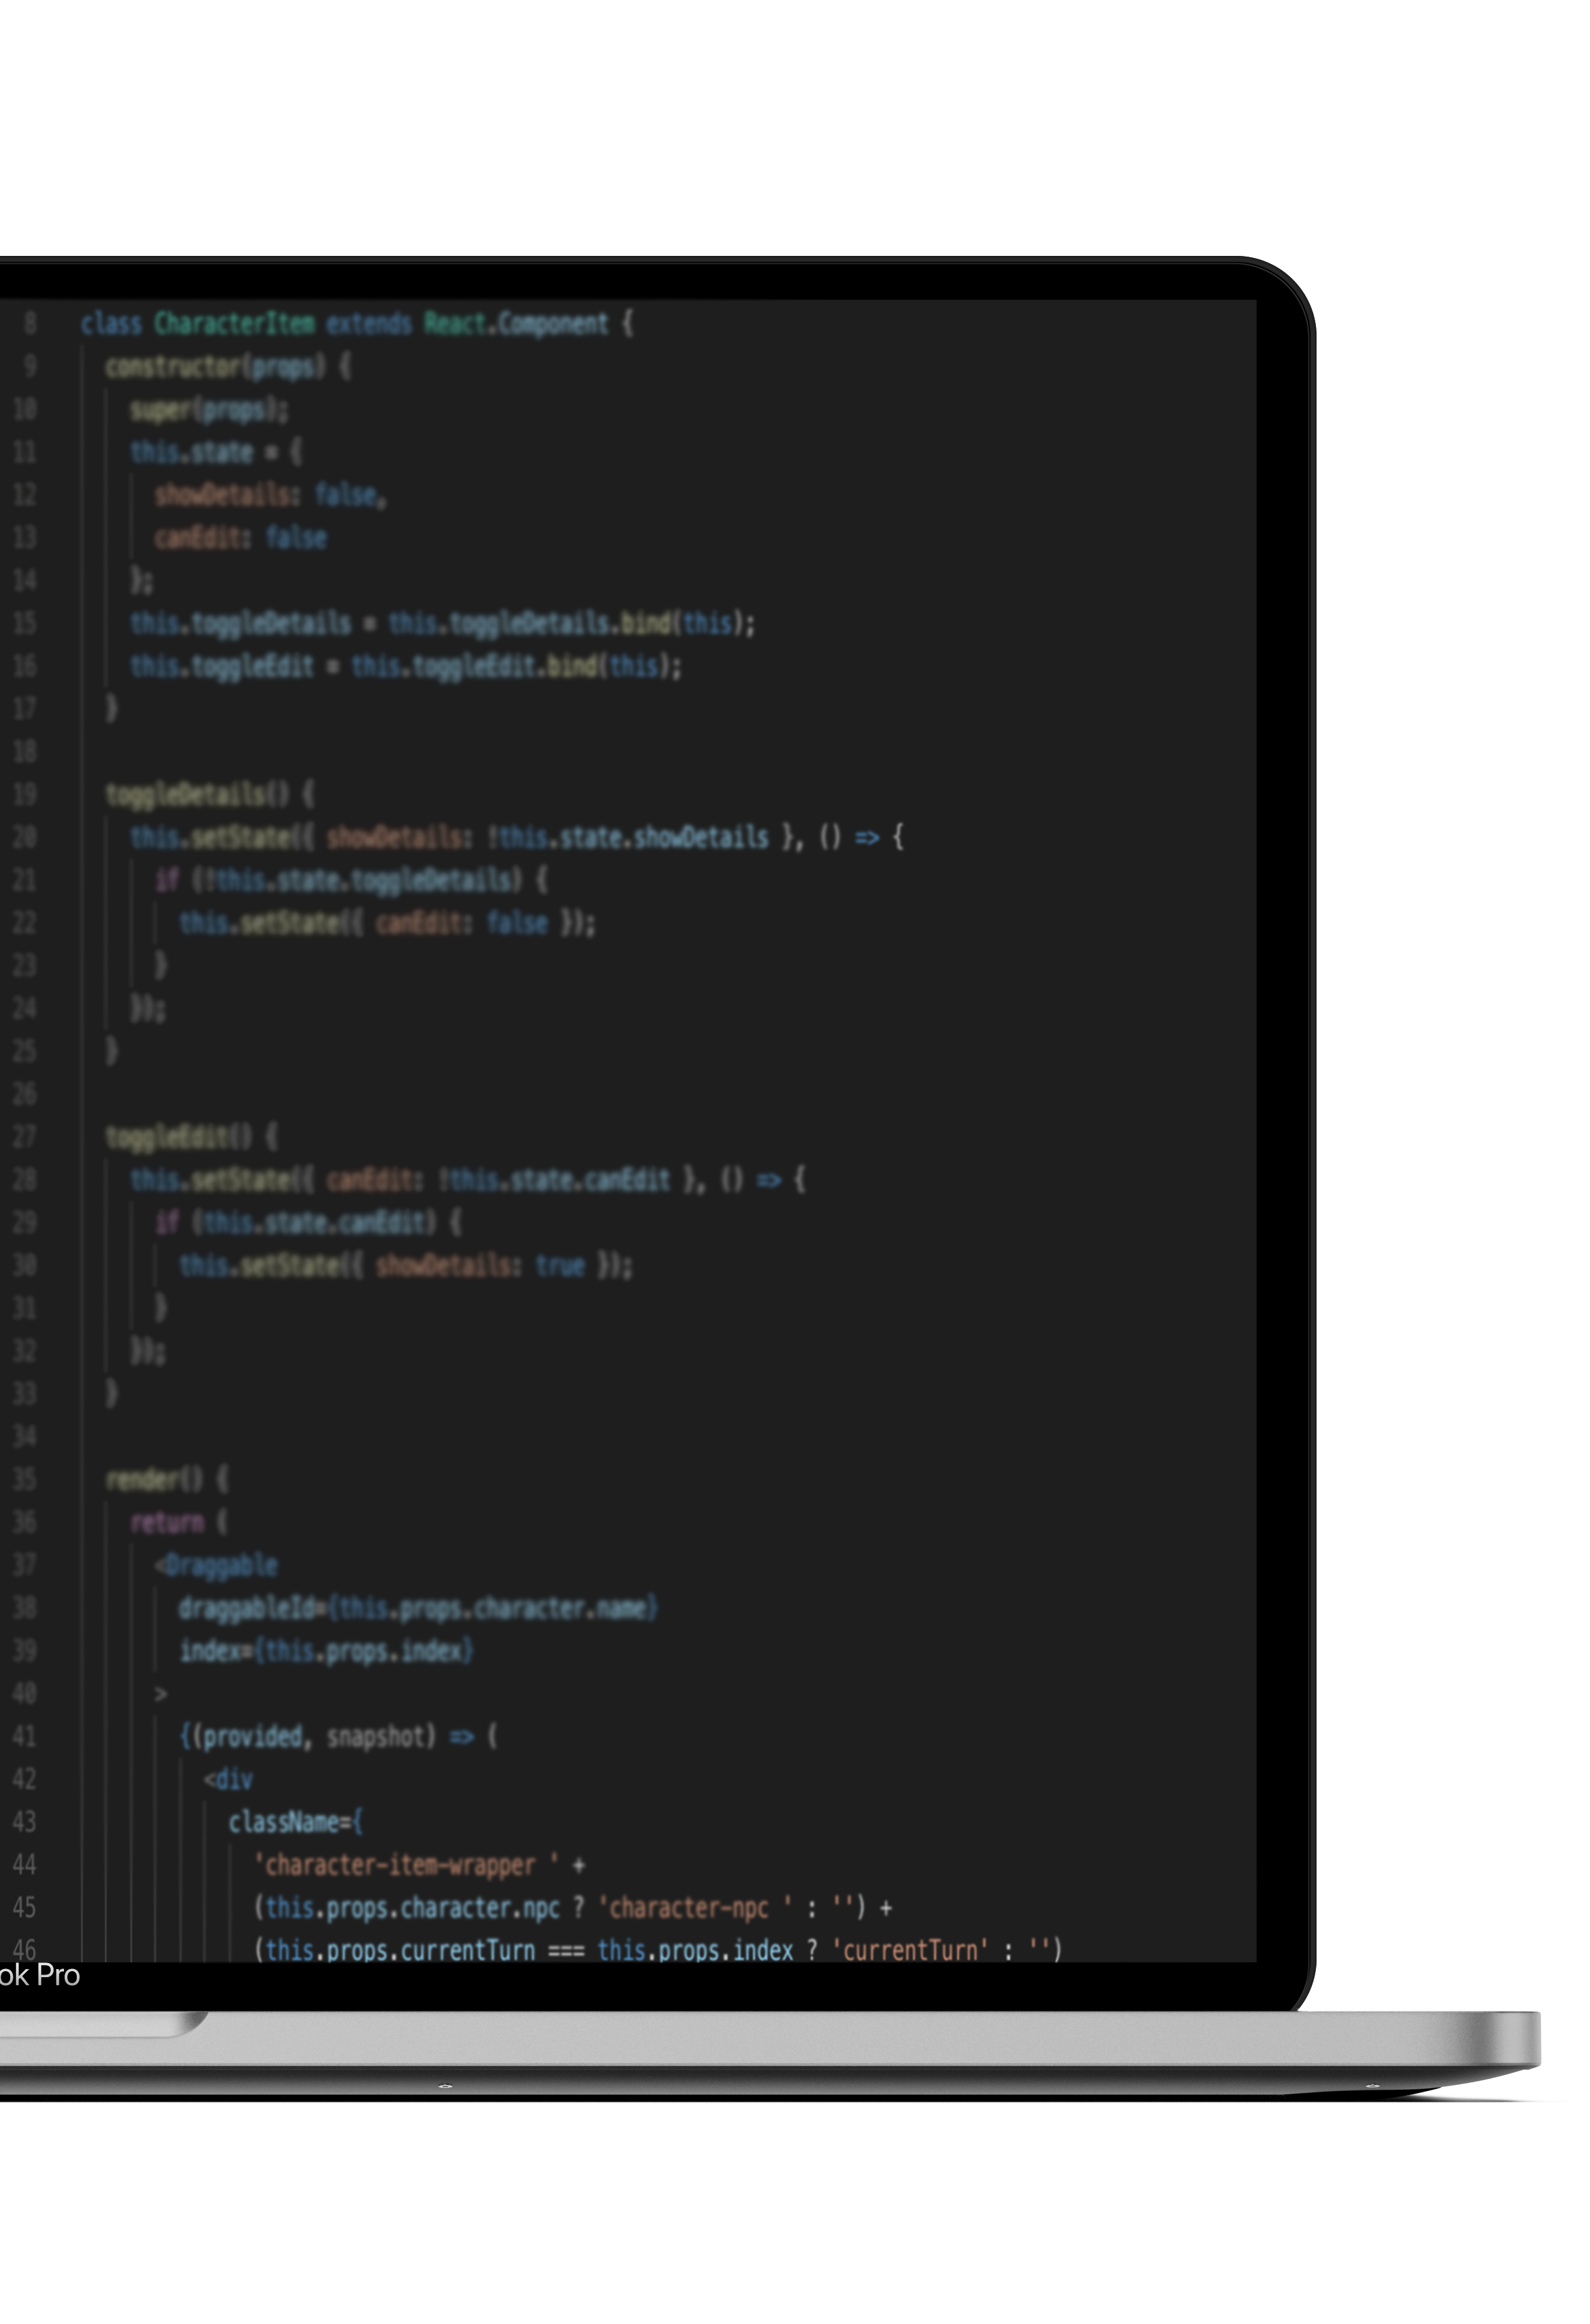 8 class CharacterItem extends React.Component {
9 constructor(props) {
10 super(props);
11 this.state = {
12 showDetails: false,
13 canEdit: false
14 };
15 this.toggleDetails = this.toggleDetails.bind(this);
16 this.toggleEdit = this.toggleEdit.bind(this);
17 }
18
19 toggleDetails() {
20 this.setState({ showDetails: !this.state.showDetails }, () => {
21 if (!this.state.toggleDetails) {
22 this.setState({ canEdit: false });
23 }
24 });
25 }
26
27 toggleEdit() {
28 this.setState({ canEdit: !this.state.canEdit }, () => {
29 if (this.state.canEdit) {
30 this.setState({ showDetails: true });
31 }
32 });
33 }
34
35 render() {
36 return (
37 <Draggable
38 draggableId={this.props.character.name}
39 index={this.props.index}
40 >
41 {(provided, snapshot) => (
42 <div
43 className={
44 'character-item-wrapper ' +
45 (this.props.character.npc ? 'character-npc ' : '') +
46 (this.props.currentTurn === this.props.index ? 'currentTurn' : '')
ok Pro